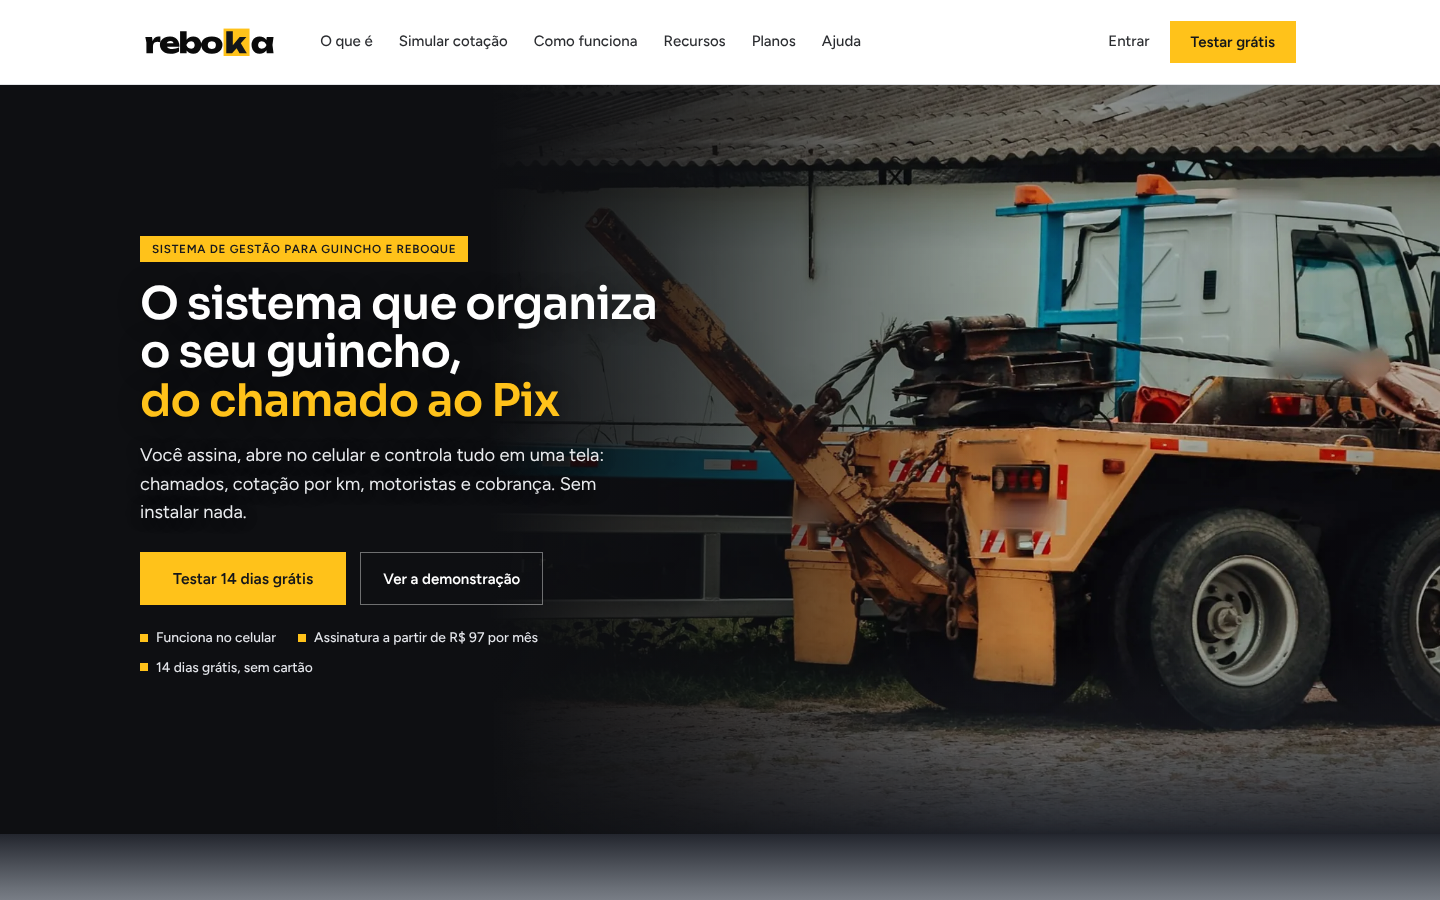 reboka
O que é
Simular cotação
Como funciona
Recursos
Planos
Ajuda
Entrar
Testar grátis
SISTEMA DE GESTÃO PARA GUINCHO E REBOQUE
O sistema que organiza
o seu guincho,
do chamado ao Pix
Você assina, abre no celular e controla tudo em uma tela:
chamados, cotação por km, motoristas e cobrança. Sem
instalar nada.
Testar 14 dias grátis
Ver a demonstração
Funciona no celular
Assinatura a partir de R$ 97 por mês
14 dias grátis, sem cartão